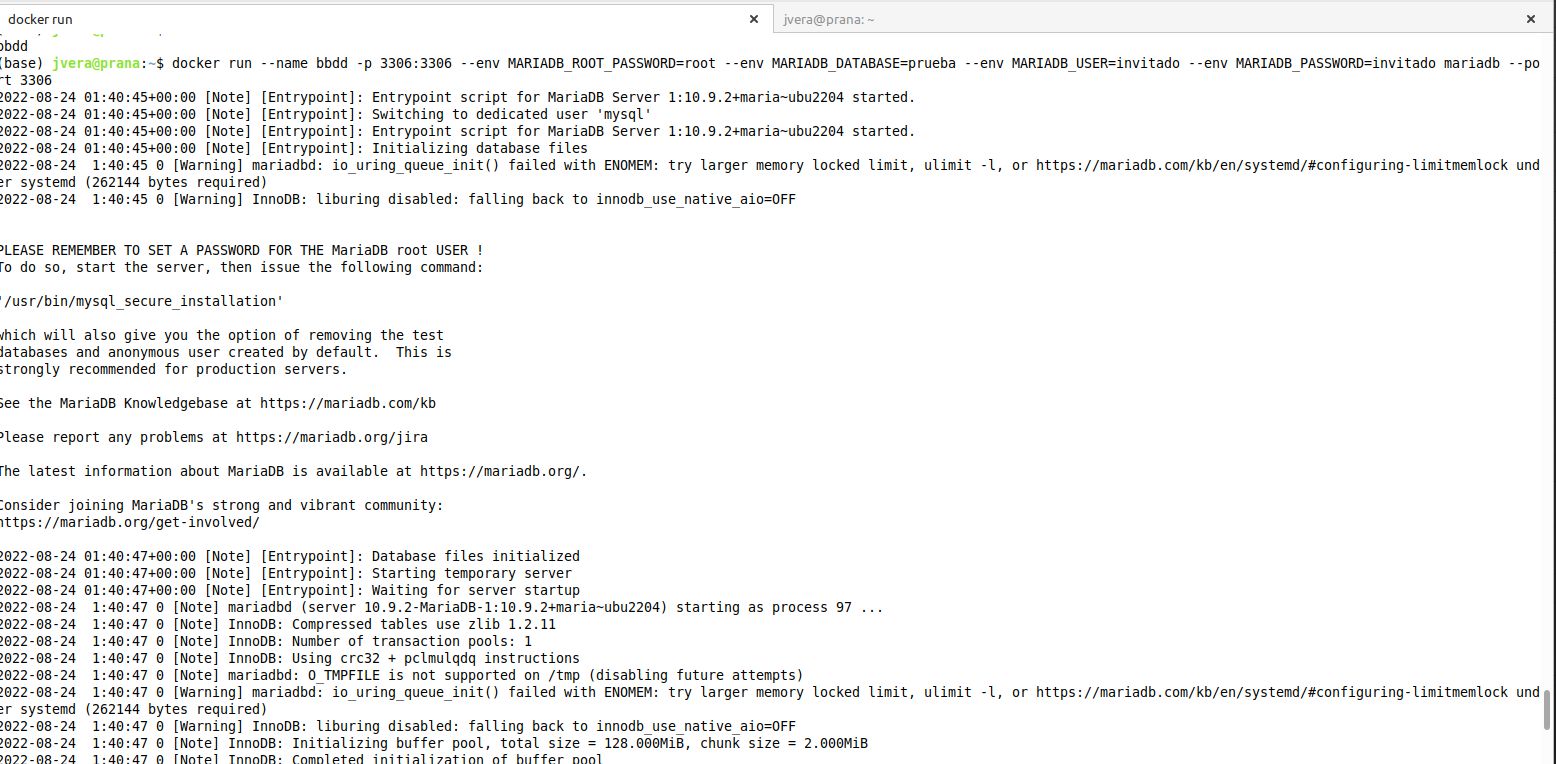 docker run ✕ jvera@prana: ~ ✕
bbdd
(base) jvera@prana:~$ docker run --name bbdd -p 3306:3306 --env MARIADB_ROOT_PASSWORD=root --env MARIADB_DATABASE=prueba --env MARIADB_USER=invitado --env MARIADB_PASSWORD=invitado mariadb --po
rt 3306
2022-08-24 01:40:45+00:00 [Note] [Entrypoint]: Entrypoint script for MariaDB Server 1:10.9.2+maria~ubu2204 started.
2022-08-24 01:40:45+00:00 [Note] [Entrypoint]: Switching to dedicated user 'mysql'
2022-08-24 01:40:45+00:00 [Note] [Entrypoint]: Entrypoint script for MariaDB Server 1:10.9.2+maria~ubu2204 started.
2022-08-24 01:40:45+00:00 [Note] [Entrypoint]: Initializing database files
2022-08-24  1:40:45 0 [Warning] mariadbd: io_uring_queue_init() failed with ENOMEM: try larger memory locked limit, ulimit -l, or https://mariadb.com/kb/en/systemd/#configuring-limitmemlock und
er systemd (262144 bytes required)
2022-08-24  1:40:45 0 [Warning] InnoDB: liburing disabled: falling back to innodb_use_native_aio=OFF
PLEASE REMEMBER TO SET A PASSWORD FOR THE MariaDB root USER !
To do so, start the server, then issue the following command:
'/usr/bin/mysql_secure_installation'
which will also give you the option of removing the test
databases and anonymous user created by default.  This is
strongly recommended for production servers.
See the MariaDB Knowledgebase at https://mariadb.com/kb
Please report any problems at https://mariadb.org/jira
The latest information about MariaDB is available at https://mariadb.org/.
Consider joining MariaDB's strong and vibrant community:
https://mariadb.org/get-involved/
2022-08-24 01:40:47+00:00 [Note] [Entrypoint]: Database files initialized
2022-08-24 01:40:47+00:00 [Note] [Entrypoint]: Starting temporary server
2022-08-24 01:40:47+00:00 [Note] [Entrypoint]: Waiting for server startup
2022-08-24  1:40:47 0 [Note] mariadbd (server 10.9.2-MariaDB-1:10.9.2+maria~ubu2204) starting as process 97 ...
2022-08-24  1:40:47 0 [Note] InnoDB: Compressed tables use zlib 1.2.11
2022-08-24  1:40:47 0 [Note] InnoDB: Number of transaction pools: 1
2022-08-24  1:40:47 0 [Note] InnoDB: Using crc32 + pclmulqdq instructions
2022-08-24  1:40:47 0 [Note] mariadbd: O_TMPFILE is not supported on /tmp (disabling future attempts)
2022-08-24  1:40:47 0 [Warning] mariadbd: io_uring_queue_init() failed with ENOMEM: try larger memory locked limit, ulimit -l, or https://mariadb.com/kb/en/systemd/#configuring-limitmemlock und
er systemd (262144 bytes required)
2022-08-24  1:40:47 0 [Warning] InnoDB: liburing disabled: falling back to innodb_use_native_aio=OFF
2022-08-24  1:40:47 0 [Note] InnoDB: Initializing buffer pool, total size = 128.000MiB, chunk size = 2.000MiB
2022-08-24  1:40:47 0 [Note] InnoDB: Completed initialization of buffer pool